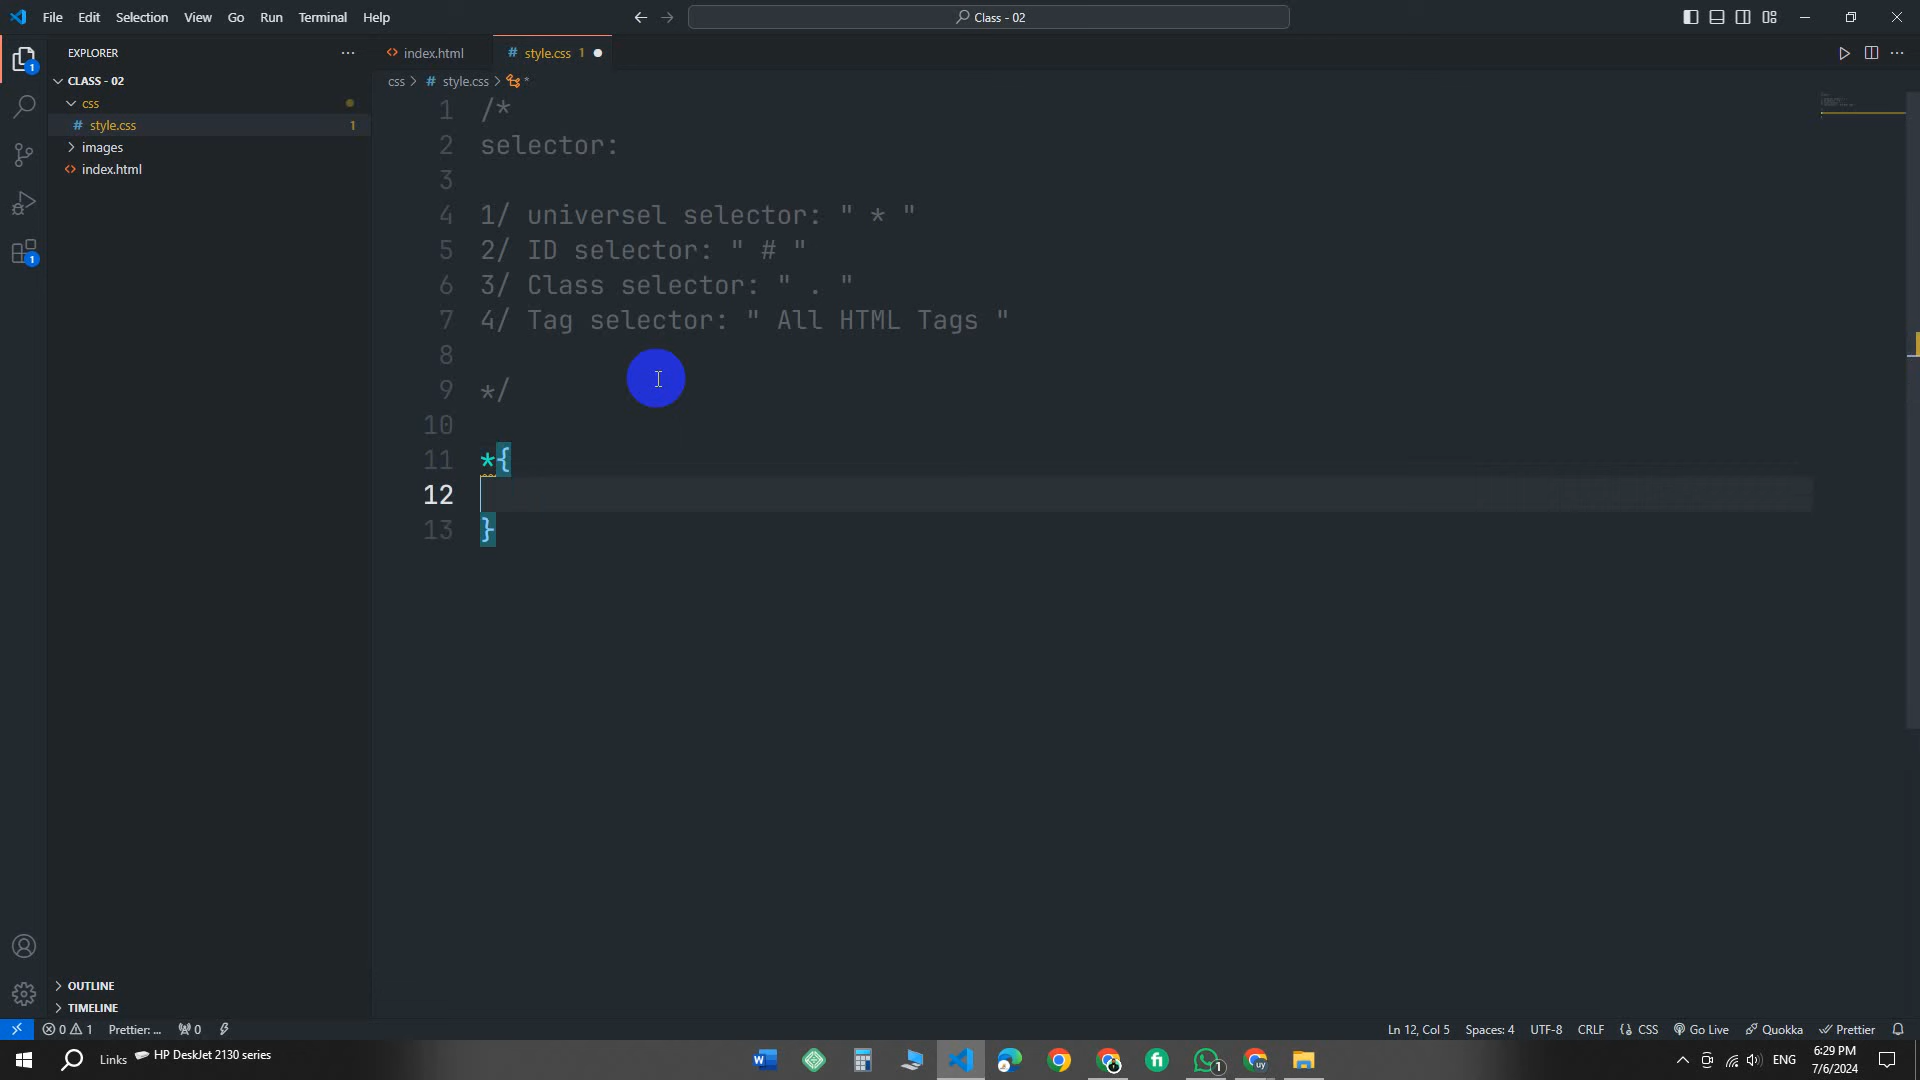 File Edit Selection View Go Run Terminal Help
Class - 02
EXPLORER
CLASS - 02
css
# style.css 1
images
index.html
OUTLINE
TIMELINE
index.html
# style.css 1
css > # style.css > *
1 /*
2 selector:
3
4 1/ universel selector: " * "
5 2/ ID selector: " # "
6 3/ Class selector: " . "
7 4/ Tag selector: " All HTML Tags "
8
9 */
10
11 *{
12
13 }
0 1 Prettier: ... 0
Ln 12, Col 5 Spaces: 4 UTF-8 CRLF CSS Go Live Quokka Prettier
Links HP DeskJet 2130 series
ENG
6:29 PM
7/6/2024